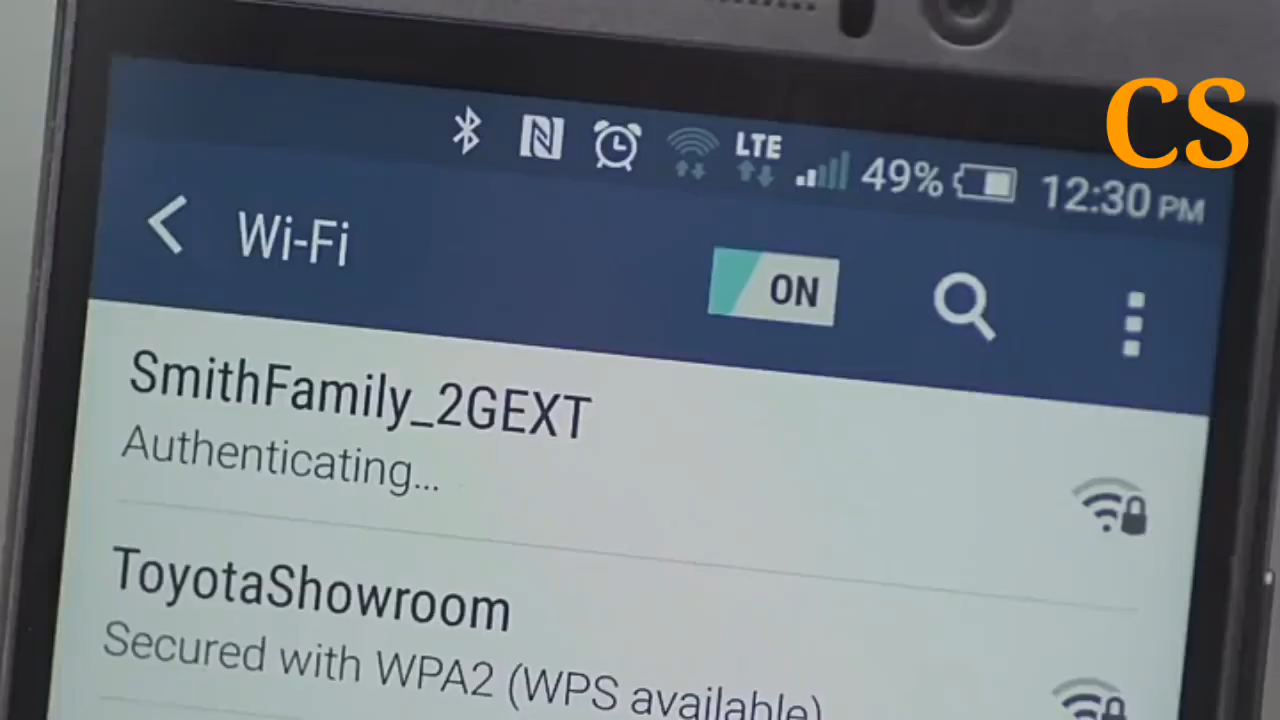 CS
LTE 49% 12:30 PM
Wi-Fi ON
SmithFamily_2GEXT
Authenticating...
ToyotaShowroom
Secured with WPA2 (WPS available)